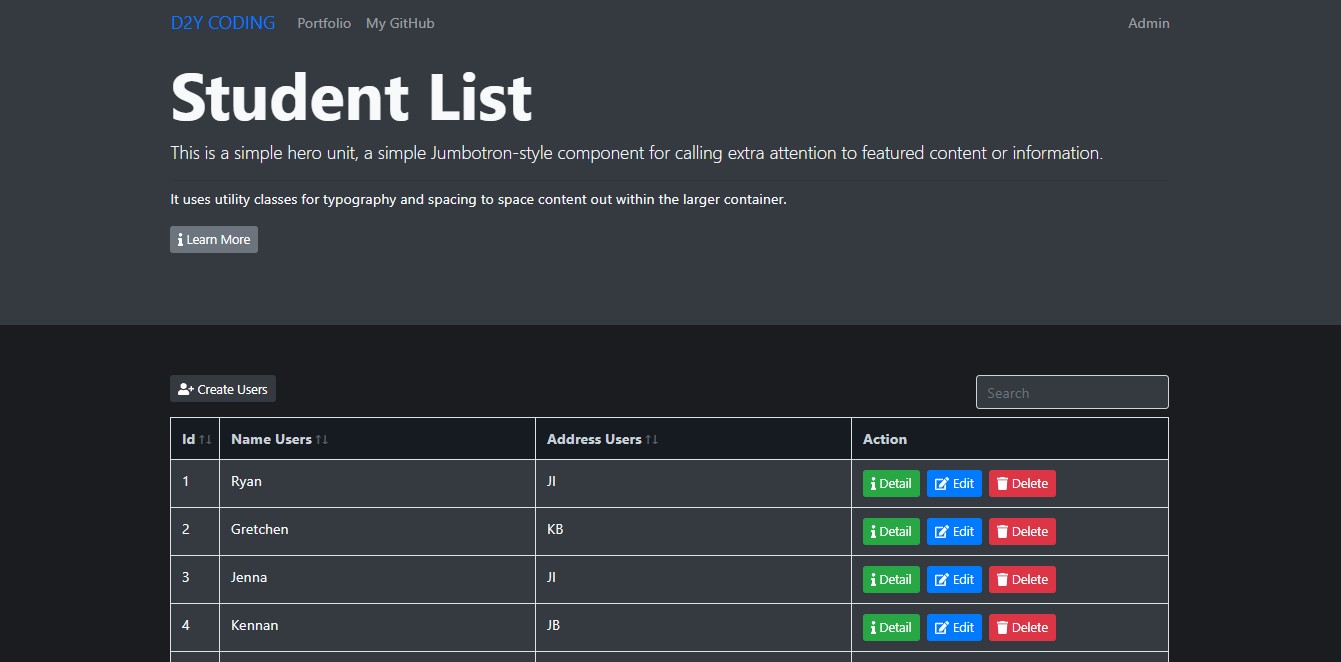 D2Y CODING Portfolio My GitHub Admin
Student List
This is a simple hero unit, a simple Jumbotron-style component for calling extra attention to featured content or information.
It uses utility classes for typography and spacing to space content out within the larger container.
Learn More
Create Users Search
Id Name Users Address Users Action
1 Ryan JI Detail Edit Delete
2 Gretchen KB Detail Edit Delete
3 Jenna JI Detail Edit Delete
4 Kennan JB Detail Edit Delete